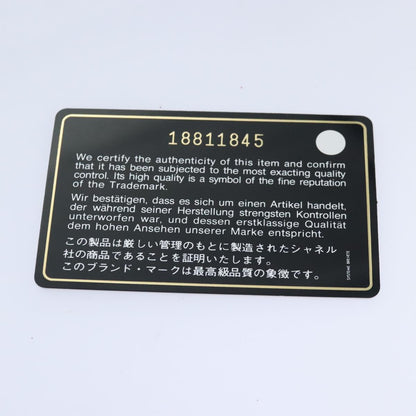 18811845
We certify the authenticity of this item and confirm
that it has been subjected to the most exacting quality
control. Its high quality is a symbol of the fine reputation
of the Trademark.
Wir bestätigen, dass es sich um einen Artikel handelt,
der während seiner Herstellung strengsten Kontrollen
unterworfen war, und dessen erstklassige Qualität
dem hohen Ansehen unserer Marke entspricht.
この製品は厳しい管理のもとに製造されたシャネル
社の商品であることを証明いたします。
このブランド・マークは最高級品質の象徴です。